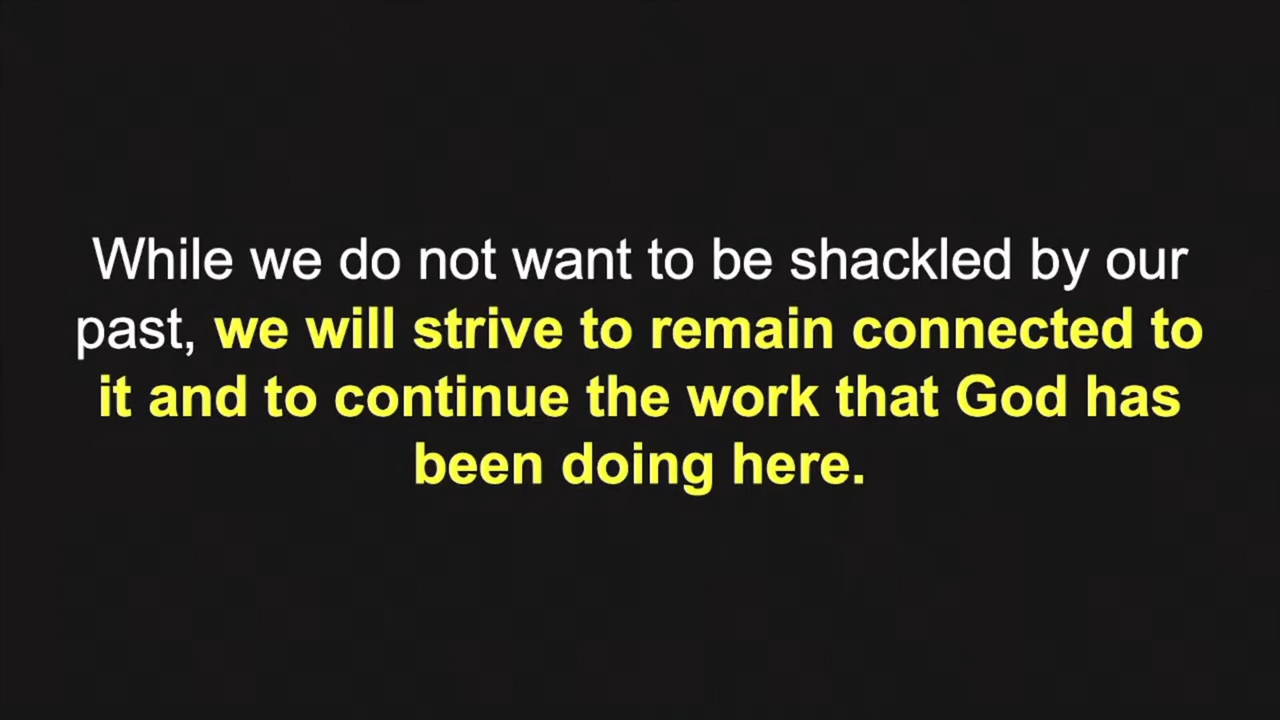 While we do not want to be shackled by our
past, we will strive to remain connected to
it and to continue the work that God has
been doing here.